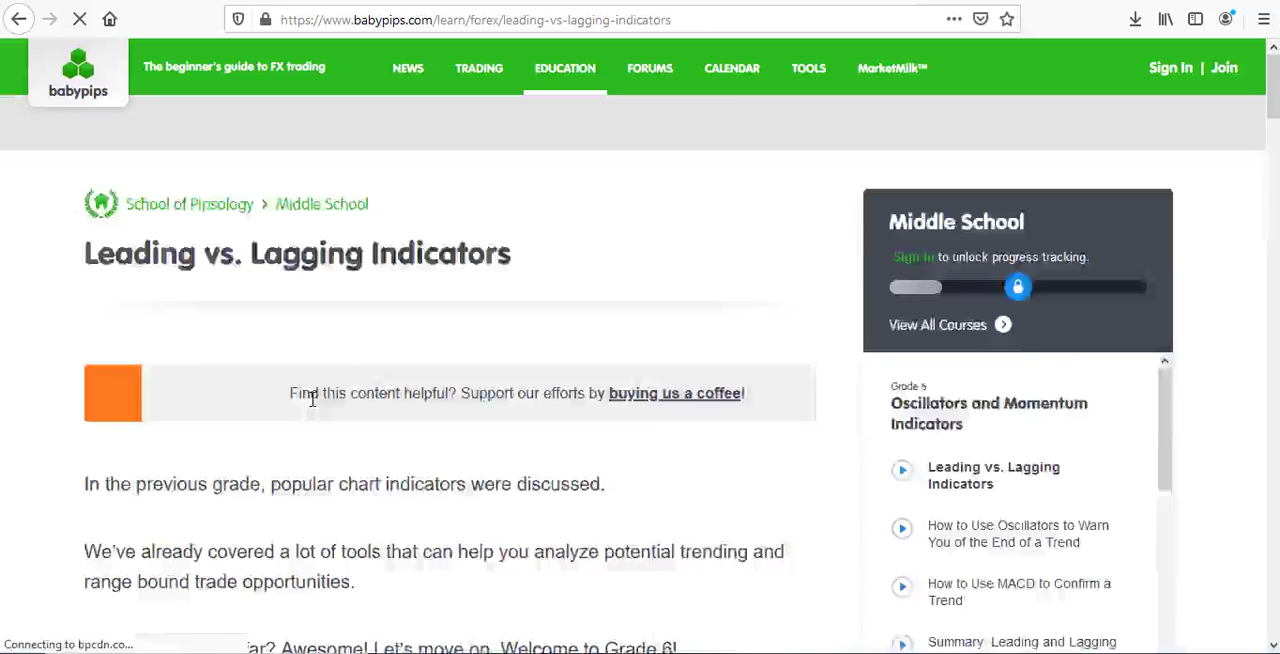 https://www.babypips.com/learn/forex/leading-vs-lagging-indicators
babypips
The beginner's guide to FX trading
NEWS
TRADING
EDUCATION
FORUMS
CALENDAR
TOOLS
MarketMilk™
Sign In | Join
School of Pipsology > Middle School
Leading vs. Lagging Indicators
Find this content helpful? Support our efforts by buying us a coffee!
In the previous grade, popular chart indicators were discussed.
We've already covered a lot of tools that can help you analyze potential trending and
range bound trade opportunities.
far? Awesome! Let's move on. Welcome to Grade 6!
Middle School
Sign In to unlock progress tracking.
View All Courses
Grade 6
Oscillators and Momentum
Indicators
Leading vs. Lagging
Indicators
How to Use Oscillators to Warn
You of the End of a Trend
How to Use MACD to Confirm a
Trend
Summary: Leading and Lagging
Connecting to bpcdn.co...